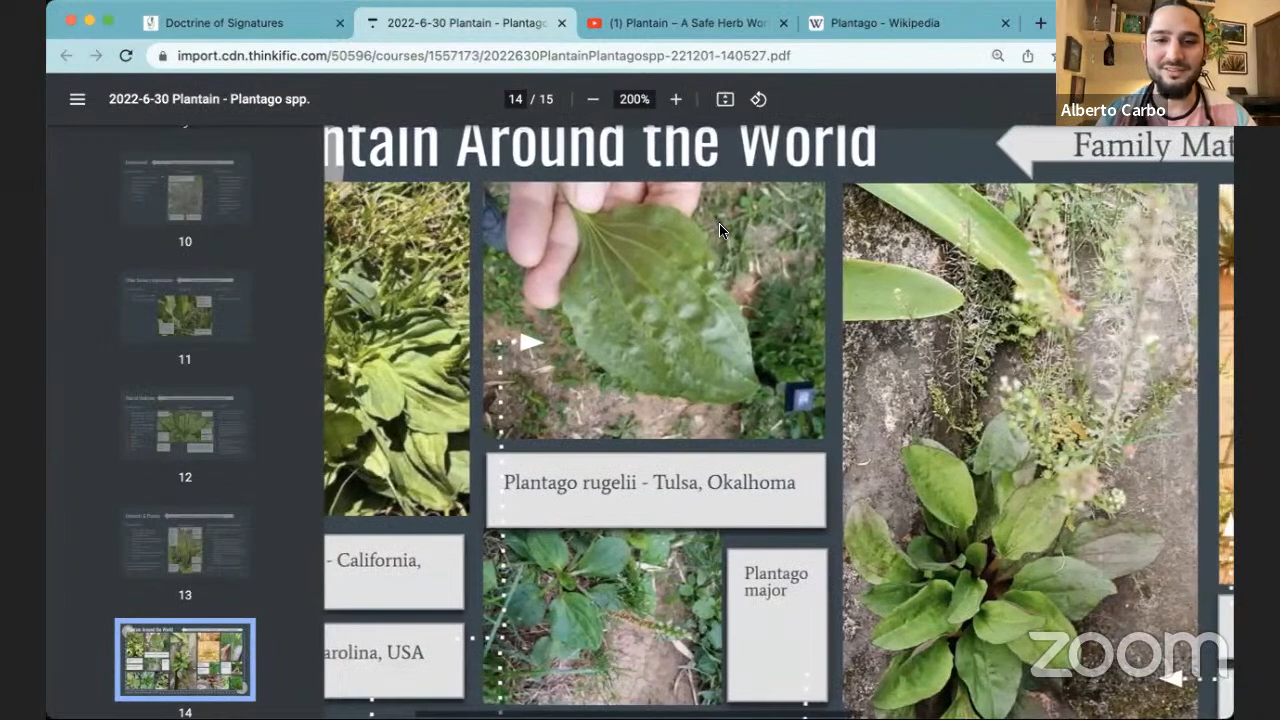 Doctrine of Signatures
2022-6-30 Plantain - Plantago
(1) Plantain – A Safe Herb Wor
Plantago - Wikipedia
import.cdn.thinkific.com/50596/courses/1557173/2022630PlantainPlantagospp-221201-140527.pdf
2022-6-30 Plantain - Plantago spp.
14 / 15
200%
Alberto Carbo
ntain Around the World
Family Mat
10
11
12
13
14
Plantago rugelii - Tulsa, Okalhoma
- California,
Plantago
major
arolina, USA
zoom